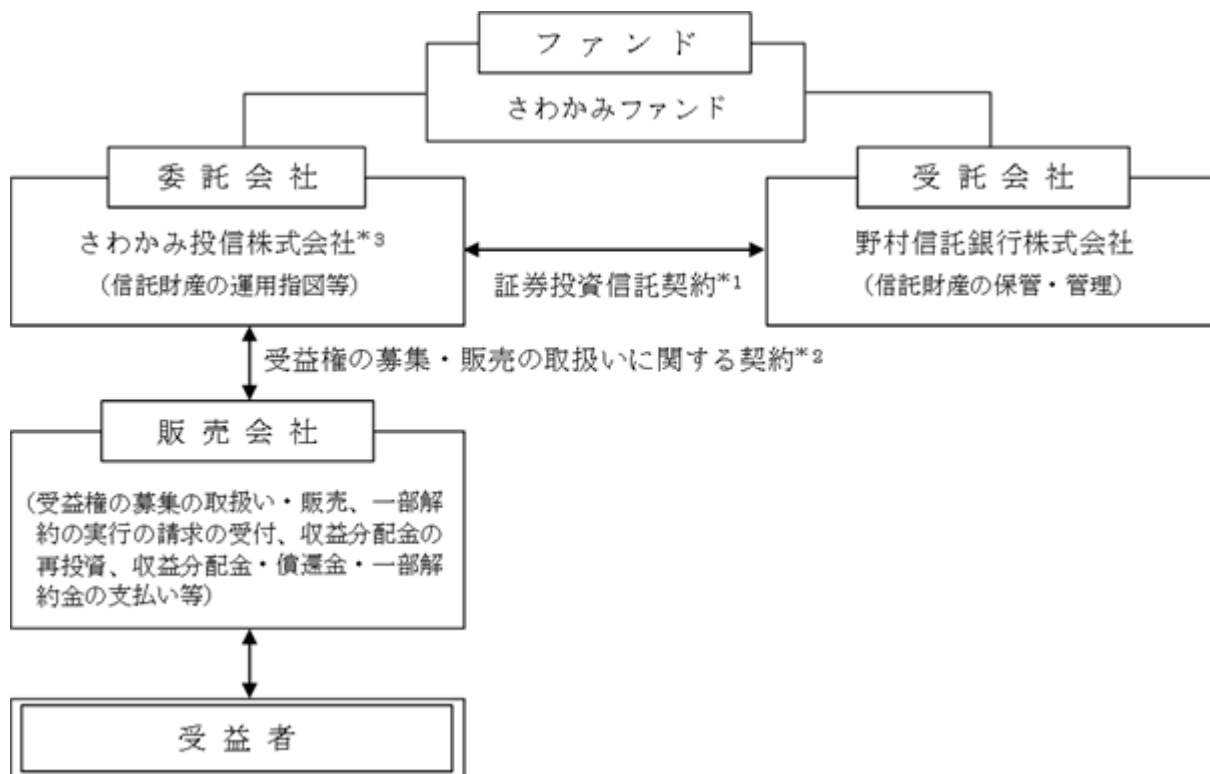 ファンド
さわかみファンド
委託会社
受託会社
さわかみ投信株式会社*3
(信託財産の運用指図等)
証券投資信託契約*1
野村信託銀行株式会社
(信託財産の保管・管理)
受益権の募集・販売の取扱いに関する契約*2
販売会社
(受益権の募集の取扱い・販売、一部解
約の実行の請求の受付、収益分配金の
再投資、収益分配金・償還金・一部解
約金の支払い等)
受益者